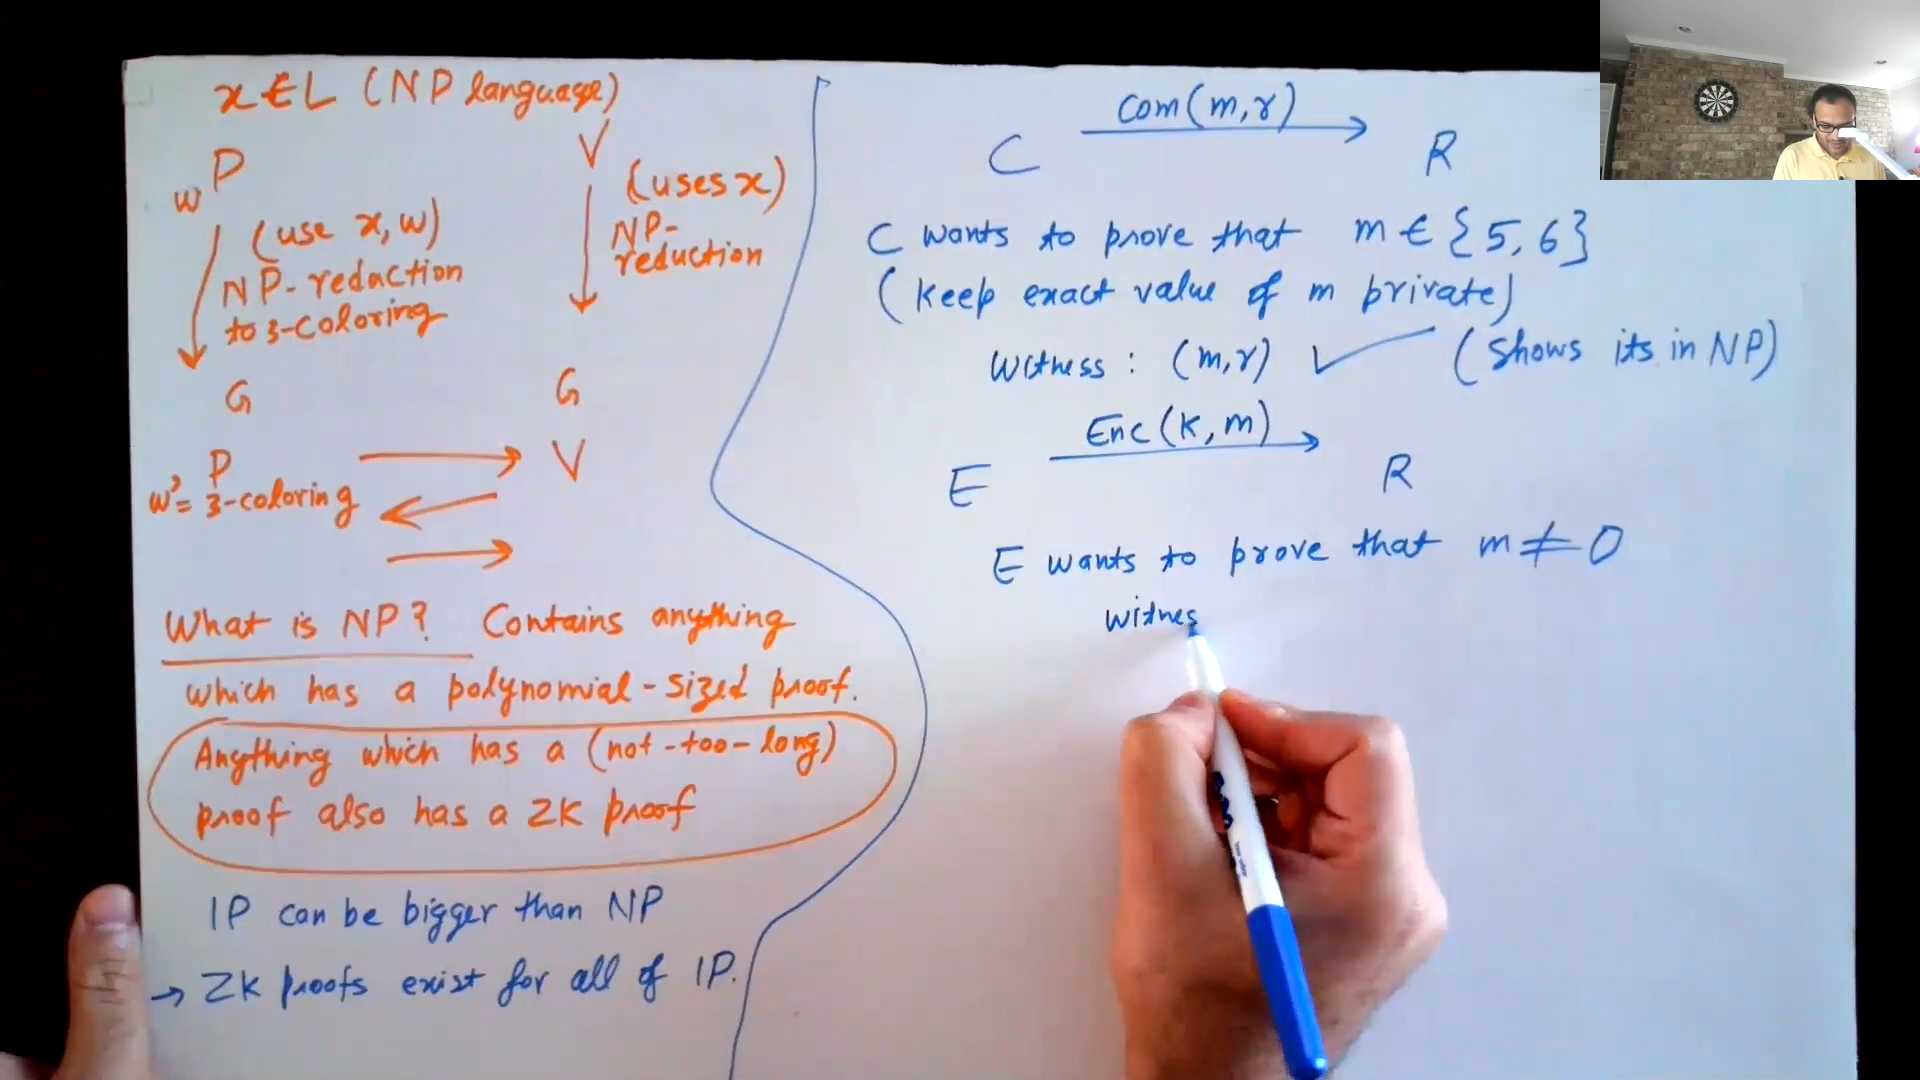 x ∈ L (NP language)
P
V
w
(use x, w)
NP-reduction
to 3-coloring
(uses x)
NP-
reduction
G
G
P
V
w' = 3-coloring
What is NP? Contains anything
which has a polynomial-sized proof.
Anything which has a (not-too-long)
proof also has a ZK proof
IP can be bigger than NP
→ ZK proofs exist for all of IP.
Com(m,r)
C
R
C wants to prove that m ∈ {5, 6}
(keep exact value of m private)
Witness : (m,r) ✓ (shows its in NP)
Enc(k,m)
E
R
E wants to prove that m ≠ 0
witnes